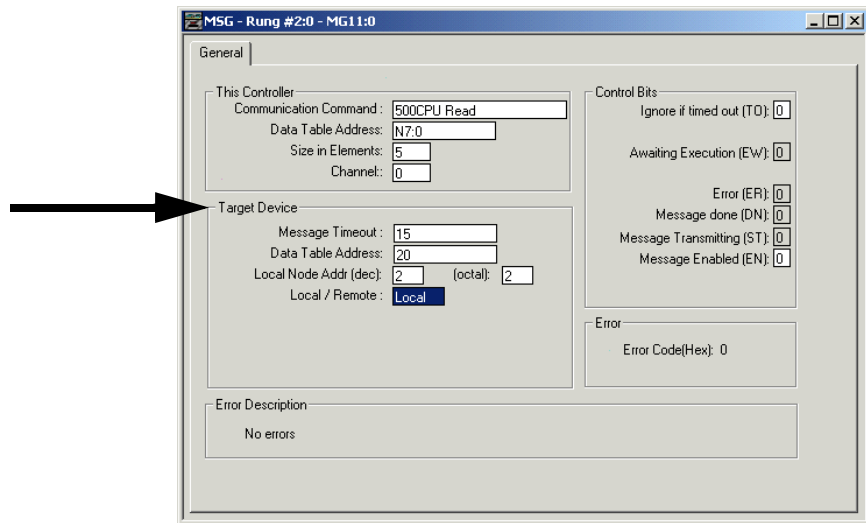 MSG - Rung #2:0 - MG11:0
General
This Controller
Communication Command : 500CPU Read
Data Table Address: N7:0
Size in Elements: 5
Channel:: 0
Target Device
Message Timeout : 15
Data Table Address: 20
Local Node Addr (dec): 2 (octal): 2
Local / Remote : Local
Control Bits
Ignore if timed out (TO): 0
Awaiting Execution (EW): 0
Error (ER): 0
Message done (DN): 0
Message Transmitting (ST): 0
Message Enabled (EN): 0
Error
Error Code(Hex): 0
Error Description
No errors